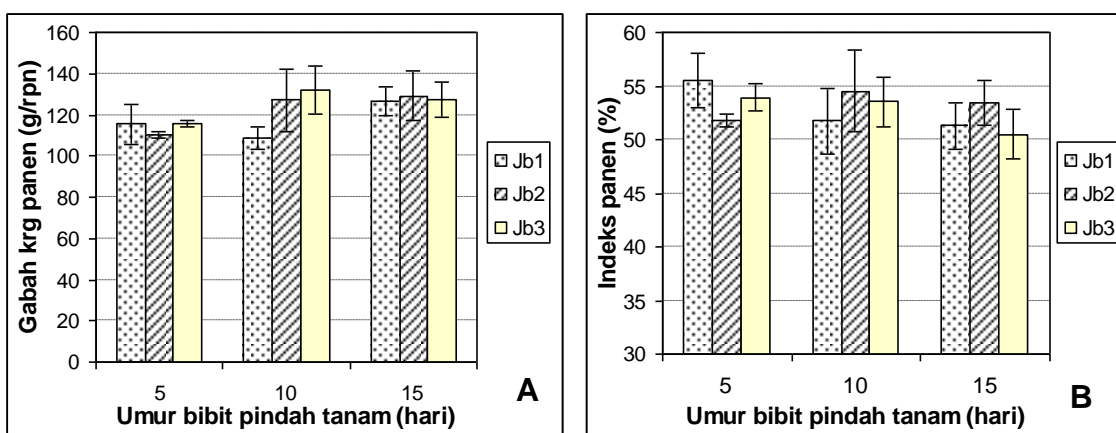 Gabah krg panen (g/rpn)
160
140
120
100
80
60
40
20
0
5 10 15
Umur bibit pindah tanam (hari)
Jb1
Jb2
Jb3
A
Indeks panen (%)
60
55
50
45
40
35
30
5 10 15
Umur bibit pindah tanam (hari)
Jb1
Jb2
Jb3
B